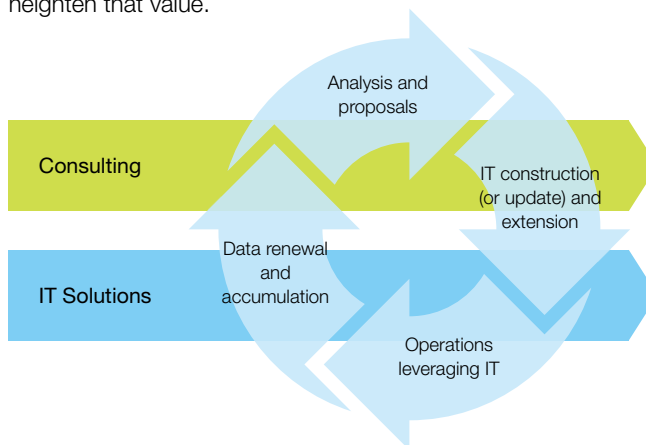 heighten that value.
Analysis and
proposals
Consulting
IT construction
(or update) and
extension
Data renewal
and
accumulation
IT Solutions
Operations
leveraging IT